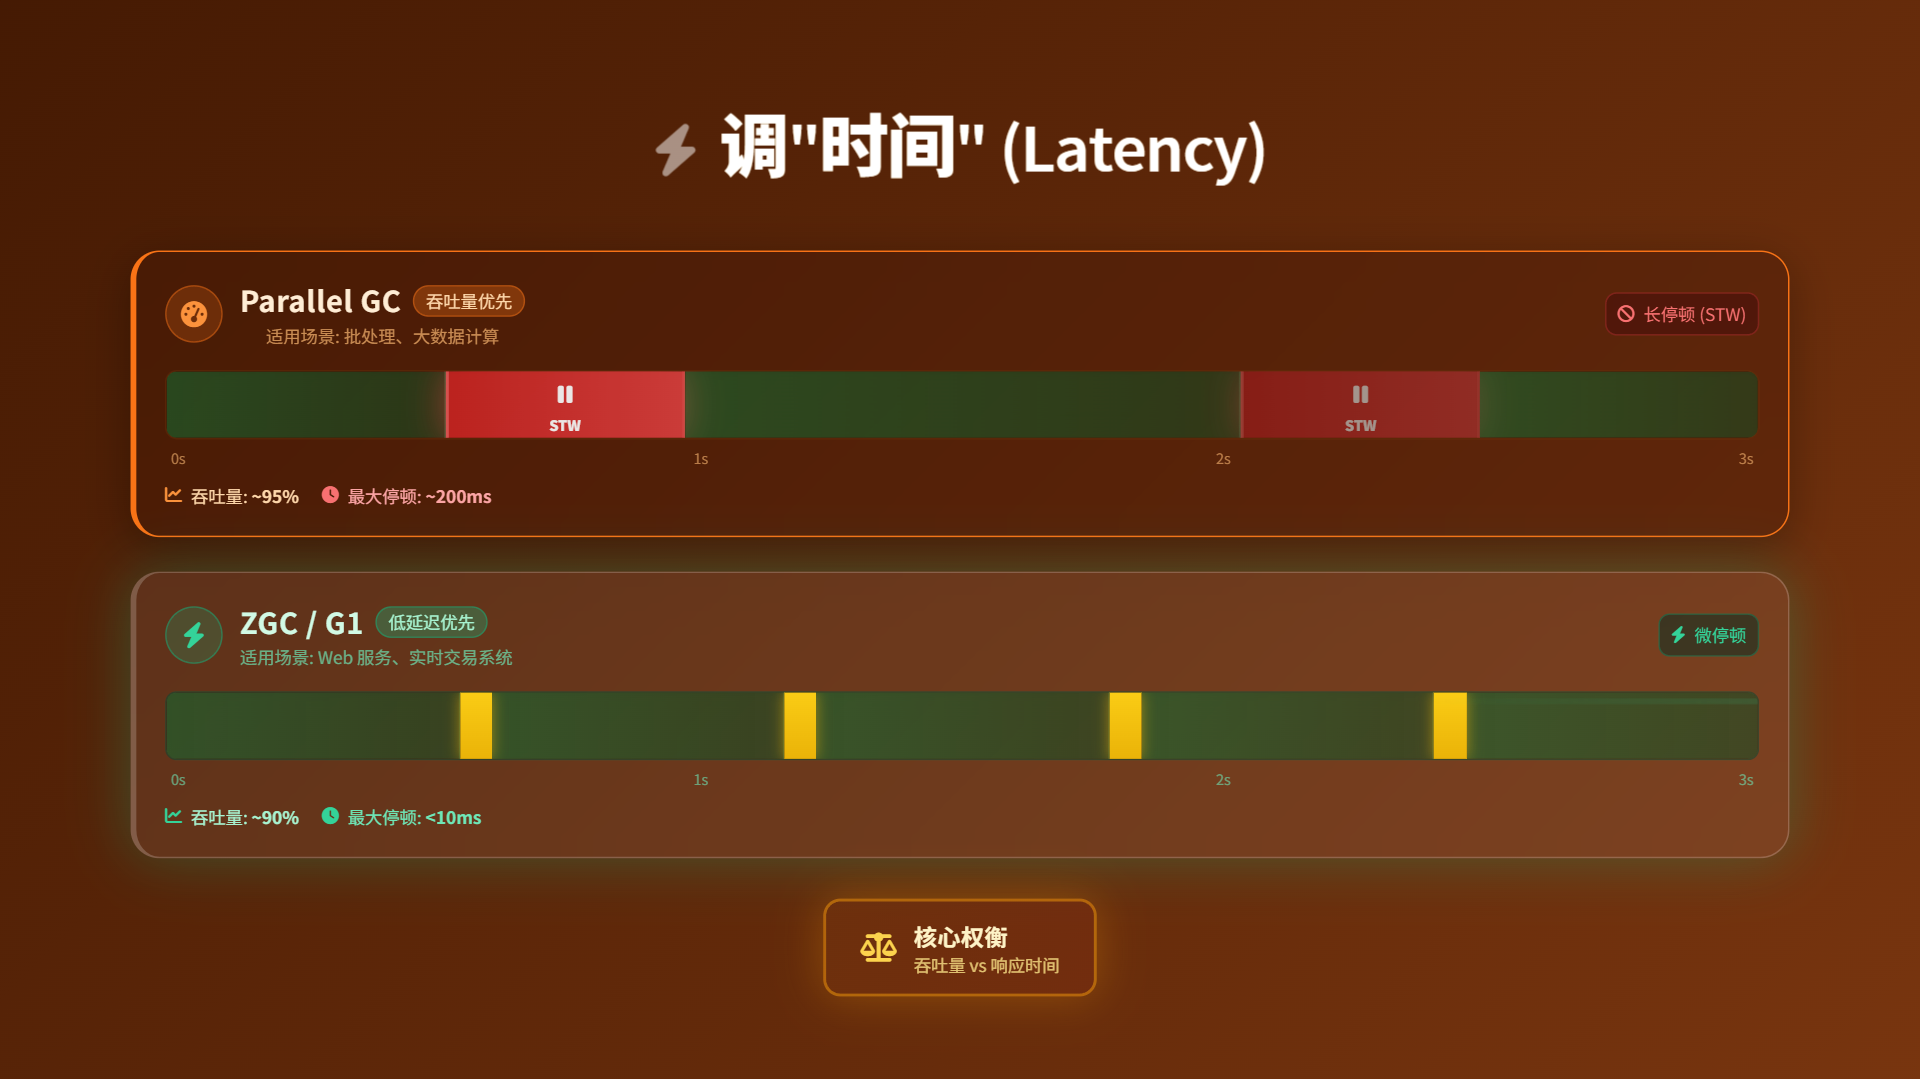 调"时间" (Latency)
Parallel GC 吞吐量优先
适用场景: 批处理、大数据计算
长停顿 (STW)
STW
STW
0s 1s 2s 3s
吞吐量: ~95% 最大停顿: ~200ms
ZGC / G1 低延迟优先
适用场景: Web 服务、实时交易系统
微停顿
0s 1s 2s 3s
吞吐量: ~90% 最大停顿: <10ms
核心权衡
吞吐量 vs 响应时间